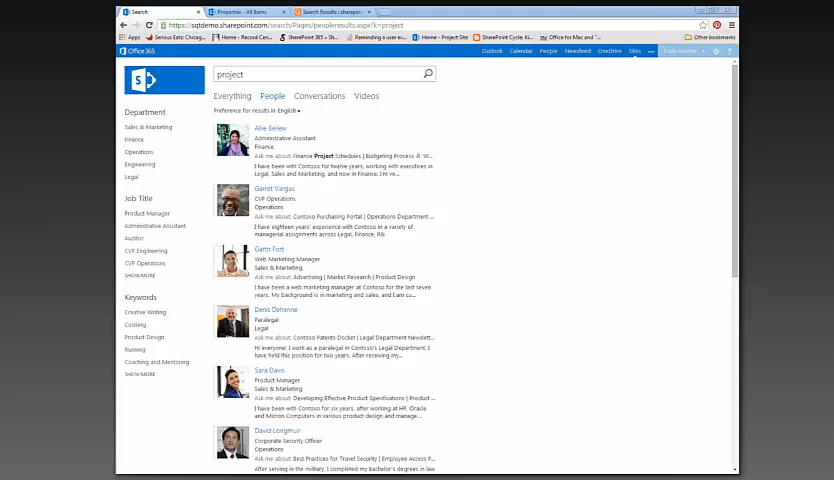 Search
Properties - All Items
Search Results : sharepo
https://sqtdemo.sharepoint.com/search/Pages/peopleresults.aspx?k=project
Apps
Serious Eats: Chicag...
Home - Record Cen
SharePoint 365 » Sh...
Reminding a user ev...
Home - Project Site
SharePoint Cycle: Ki...
Office for Mac and "...
Other bookmarks
Office 365
Outlook
Calendar
People
Newsfeed
OneDrive
Sites
...
?
S
project
Everything
People
Conversations
Videos
Preference for results in English
Department
Sales & Marketing
Finance
Operations
Engineering
Legal
Job Title
Product Manager
Administrative Assistant
Auditor
CVP Engineering
CVP Operations
SHOW MORE
Keywords
Creative Writing
Cooking
Product Design
Running
Coaching and Mentoring
SHOW MORE
Allie Bellew
Administrative Assistant
Finance
Ask me about: Finance Project Schedules | Budgeting Process & W...
I have been with Contoso for twelve years, working with executives in
Legal, Sales and Marketing, and now in Finance. I'm ve...
Garret Vargas
CVP Operations
Operations
Ask me about: Contoso Purchasing Portal | Operations Department ...
I have eighteen years' experience with Contoso in a variety of
managerial assignments across Legal, Finance, R&
Garth Fort
Web Marketing Manager
Sales & Marketing
Ask me about: Advertising | Market Research | Product Design
I have been a web marketing manager at Contoso for the last seven
years. My background is in marketing and sales, and I am cu...
Denis Dehenne
Paralegal
Legal
Ask me about: Contoso Patents Docket | Legal Department Newslett...
Hi everyone: I work as a paralegal in Contoso's Legal Department. I
have held this position for two years. After receiving my...
Sara Davis
Product Manager
Sales & Marketing
Ask me about: Developing Effective Product Specifications | Product ...
I have been with Contoso for six years, after working at HP, Oracle
and Micron Computers in various product design and manage...
David Longmuir
Corporate Security Officer
Operations
Ask me about: Best Practices for Travel Security | Employee Access P...
After serving in the military, I completed my Bachelor's degrees in law